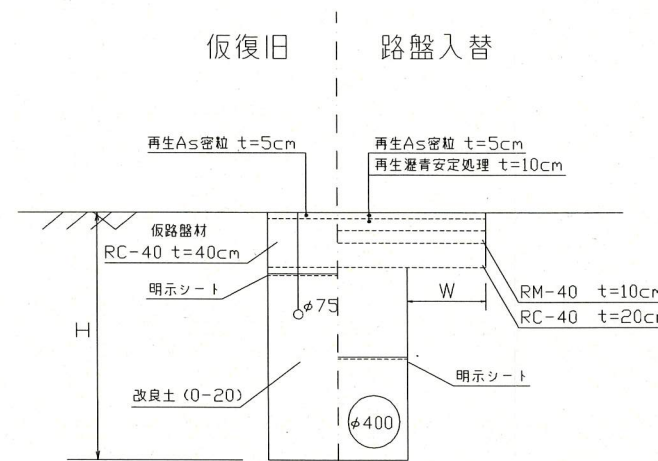 仮復旧
路盤入替
再生As密粒 t=5cm
再生As密粒 t=5cm
再生瀝青安定処理 t=10cm
仮路盤材
RC-40 t=40cm
明示シート
φ75
W
RM-40 t=10cm
RC-40 t=20cm
H
明示シート
改良土 (0-20)
φ400